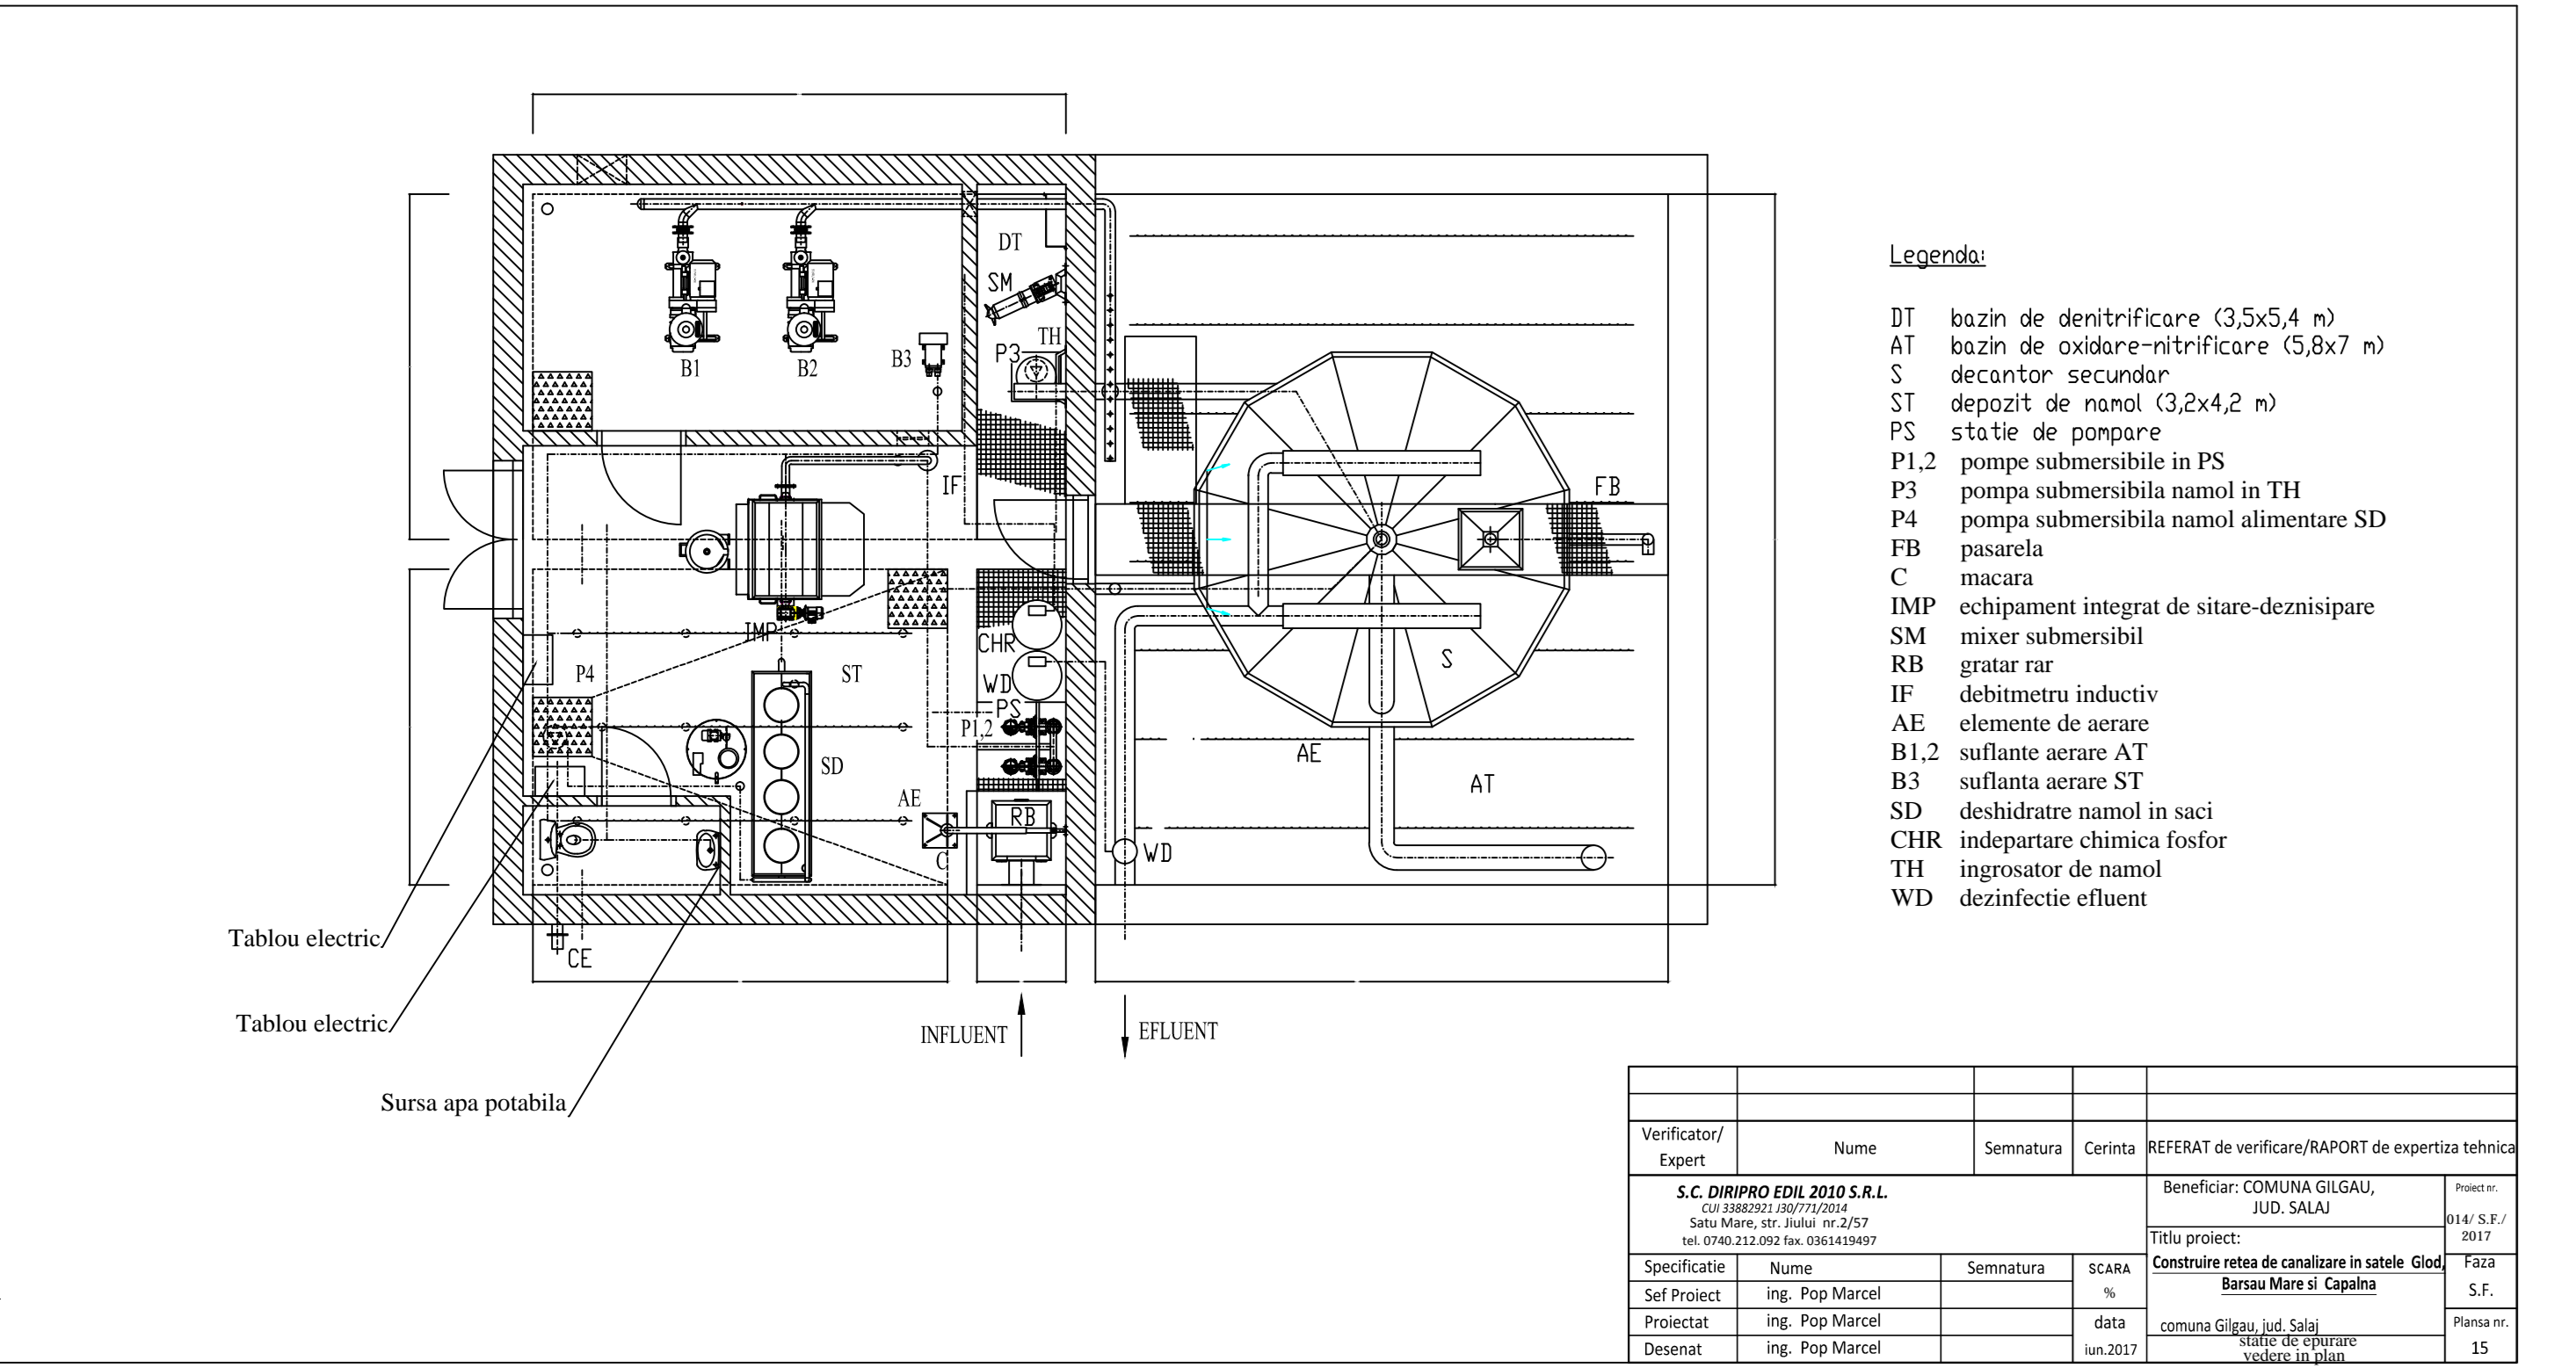 DT
SM
TH
P3
B1
B2
B3
IF
FB
IMP
CHR
P4
ST
WD
S
PS
P1,2
AE
SD
AT
AE
RB
C
WD
CE
Tablou electric
Tablou electric
Sursa apa potabila
INFLUENT
EFLUENT
Legenda:
DT bazin de denitrificare (3,5x5,4 m)
AT bazin de oxidare-nitrificare (5,8x7 m)
S decantor secundar
ST depozit de namol (3,2x4,2 m)
PS statie de pompare
P1,2 pompe submersibile in PS
P3 pompa submersibila namol in TH
P4 pompa submersibila namol alimentare SD
FB pasarela
C macara
IMP echipament integrat de sitare-deznisipare
SM mixer submersibil
RB gratar rar
IF debitmetru inductiv
AE elemente de aerare
B1,2 suflante aerare AT
B3 suflanta aerare ST
SD deshidratre namol in saci
CHR indepartare chimica fosfor
TH ingrosator de namol
WD dezinfectie efluent
Verificator/
Expert
Nume
Semnatura
Cerinta
REFERAT de verificare/RAPORT de expertiza tehnica
S.C. DIRIPRO EDIL 2010 S.R.L.
CUI 33882921 J30/771/2014
Satu Mare, str. Jiului nr.2/57
tel. 0740.212.092 fax. 0361419497
Beneficiar: COMUNA GILGAU,
JUD. SALAJ
Proiect nr.
014/ S.F./
2017
Titlu proiect:
Construire retea de canalizare in satele Glod,
Barsau Mare si Capalna
comuna Gilgau, jud. Salaj
Faza
S.F.
Specificatie
Nume
Semnatura
SCARA
%
Sef Proiect
ing. Pop Marcel
Proiectat
ing. Pop Marcel
data
Desenat
ing. Pop Marcel
iun.2017
statie de epurare
vedere in plan
Plansa nr.
15